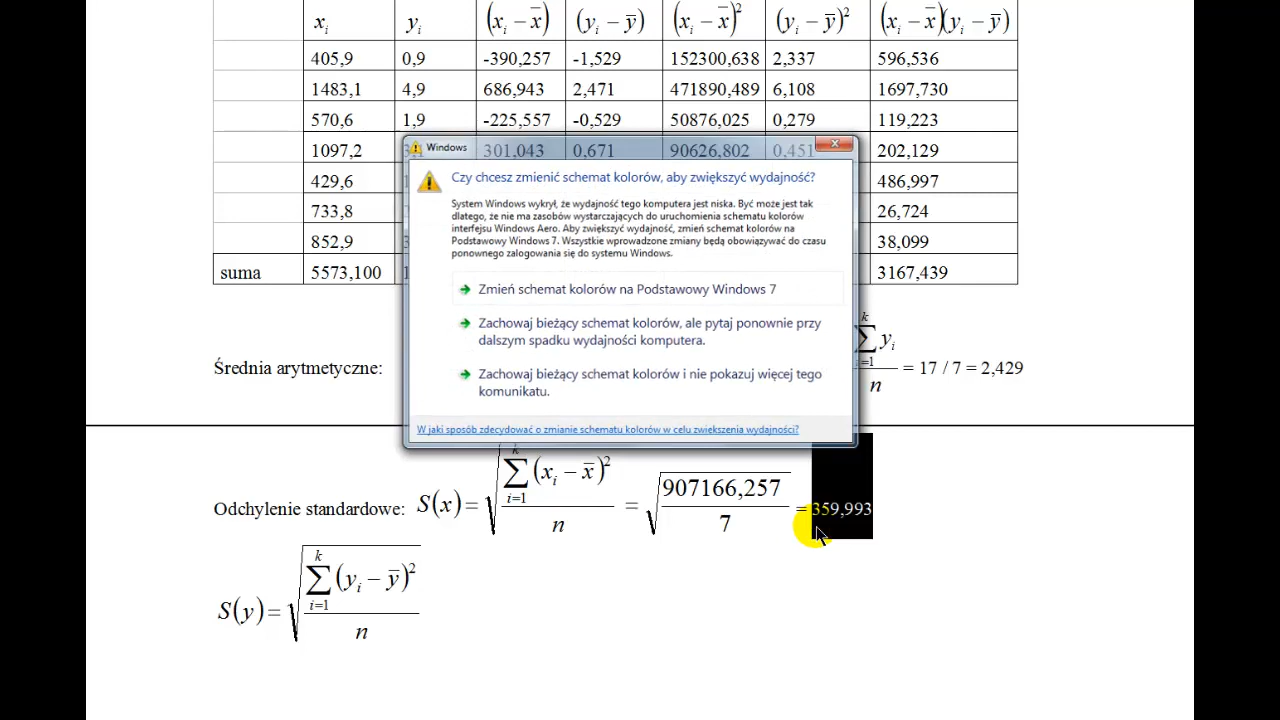 xᵢ yᵢ (xᵢ − x̄) (yᵢ − ȳ) (xᵢ − x̄)² (yᵢ − ȳ)² (xᵢ − x̄)(yᵢ − ȳ)
405,9 0,9 -390,257 -1,529 152300,638 2,337 596,536
1483,1 4,9 686,943 2,471 471890,489 6,108 1697,730
570,6 1,9 -225,557 -0,529 50876,025 0,279 119,223
1097,2 3,1 301,043 0,671 90626,802 0,451 202,129
429,6 486,997
733,8 26,724
852,9 38,099
suma 5573,100 3167,439
Windows
Czy chcesz zmienić schemat kolorów, aby zwiększyć wydajność?
System Windows wykrył, że wydajność tego komputera jest niska. Być może jest tak
dlatego, że nie ma zasobów wystarczających do uruchomienia schematu kolorów
interfejsu Windows Aero. Aby zwiększyć wydajność, zmień schemat kolorów na
Podstawowy Windows 7. Wszystkie wprowadzone zmiany będą obowiązywać do czasu
ponownego zalogowania się do systemu Windows.
Zmień schemat kolorów na Podstawowy Windows 7
Zachowaj bieżący schemat kolorów, ale pytaj ponownie przy
dalszym spadku wydajności komputera.
Zachowaj bieżący schemat kolorów i nie pokazuj więcej tego
komunikatu.
W jaki sposób zdecydować o zmianie schematu kolorów w celu zwiększenia wydajności?
Średnia arytmetyczne: ∑ᵢ₌₁ᵏ yᵢ / n = 17 / 7 = 2,429
Odchylenie standardowe: S(x) = √(∑ᵢ₌₁ᵏ (xᵢ − x̄)² / n) = √(907166,257 / 7) = 359,993
S(y) = √(∑ᵢ₌₁ᵏ (yᵢ − ȳ)² / n)